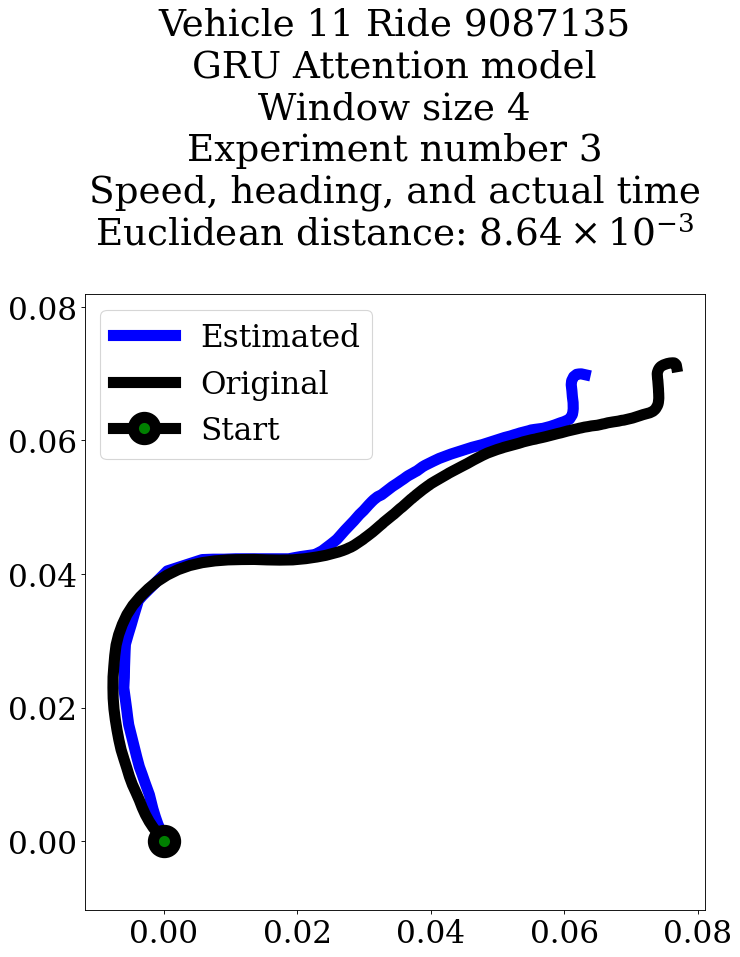 Vehicle 11 Ride 9087135
GRU Attention model
Window size 4
Experiment number 3
Speed, heading, and actual time
Euclidean distance: 8.64 × 10⁻³
0.08
Estimated
Original
Start
0.06
0.04
0.02
0.00
0.00 0.02 0.04 0.06 0.08